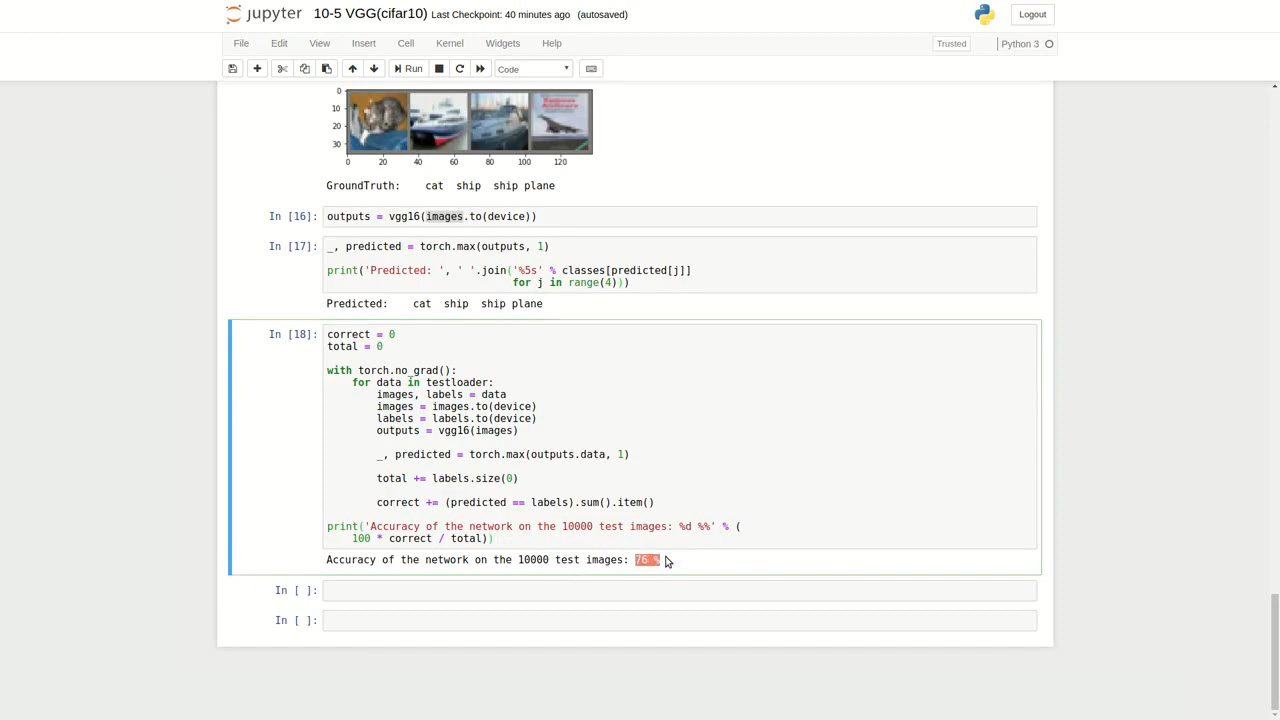 jupyter 10-5 VGG(cifar10) Last Checkpoint: 40 minutes ago (autosaved)
Logout
File Edit View Insert Cell Kernel Widgets Help
Trusted Python 3
Run Code
0
10
20
30
0 20 40 60 80 100 120
GroundTruth: cat ship ship plane
In [16]: outputs = vgg16(images.to(device))
In [17]: _, predicted = torch.max(outputs, 1)
print('Predicted: ', ' '.join('%5s' % classes[predicted[j]]
for j in range(4)))
Predicted: cat ship ship plane
In [18]: correct = 0
total = 0
with torch.no_grad():
for data in testloader:
images, labels = data
images = images.to(device)
labels = labels.to(device)
outputs = vgg16(images)
_, predicted = torch.max(outputs.data, 1)
total += labels.size(0)
correct += (predicted == labels).sum().item()
print('Accuracy of the network on the 10000 test images: %d %%' % (
100 * correct / total))
Accuracy of the network on the 10000 test images: 76 %
In [ ]:
In [ ]: